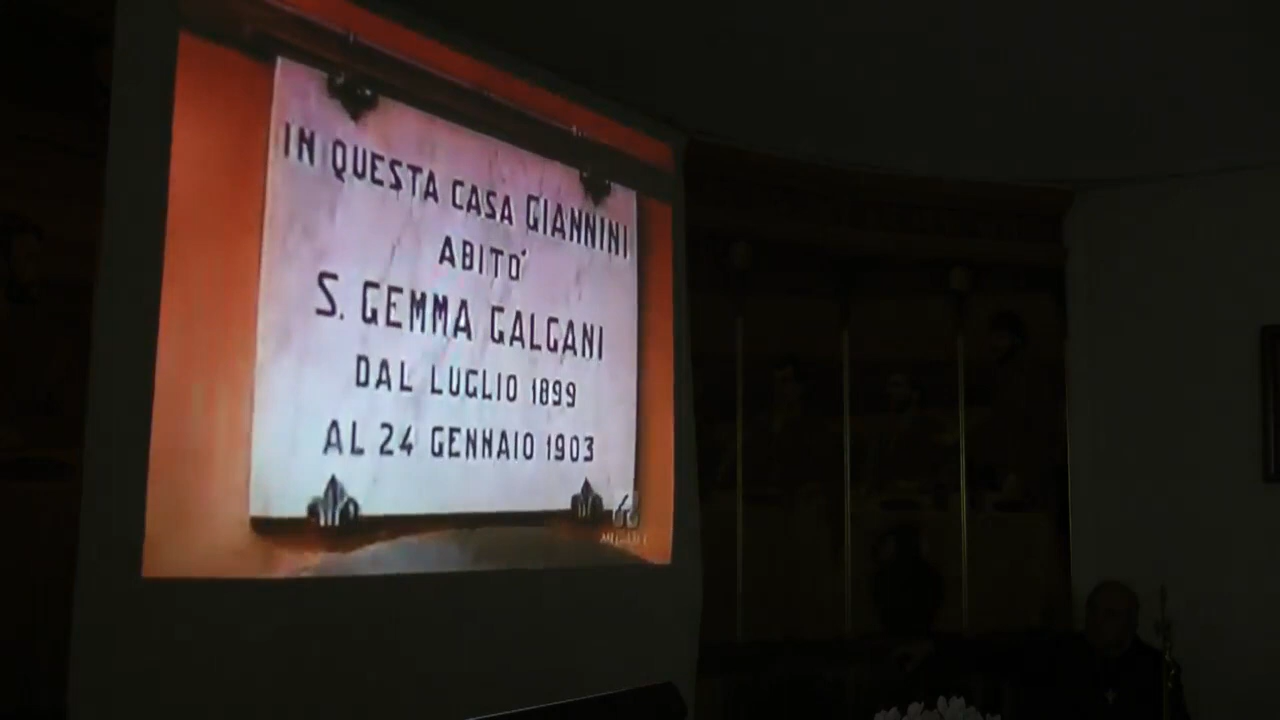 IN QUESTA CASA GIANNINI
ABITO'
S. GEMMA GALGANI
DAL LUGLIO 1899
AL 24 GENNAIO 1903